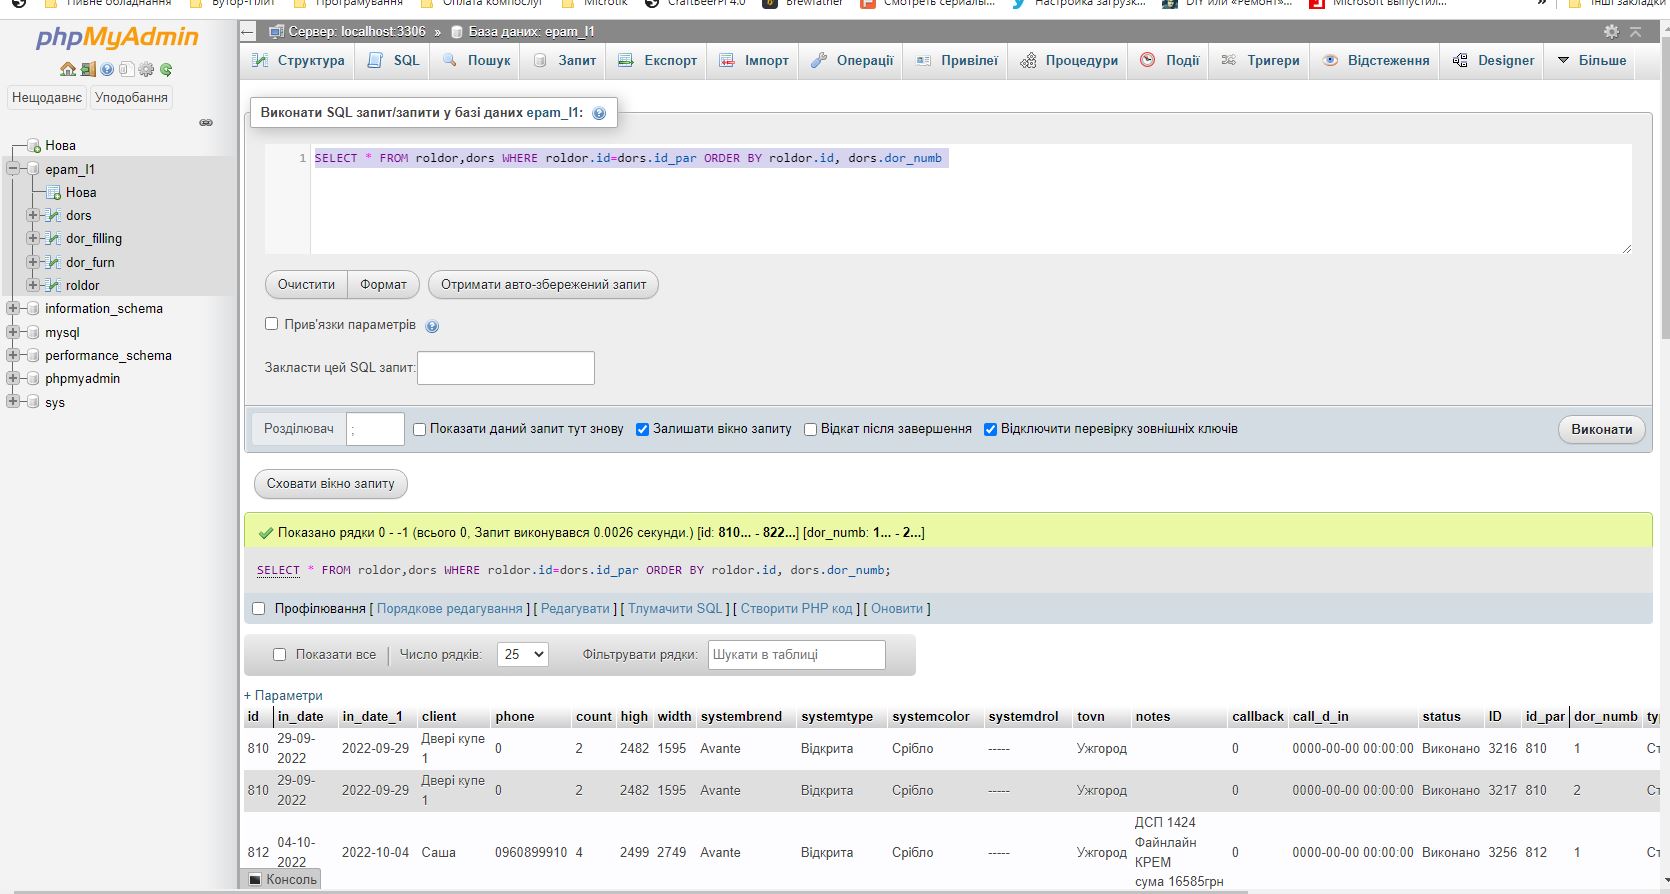 Пивне обладнання Бутор-Плит Програмування Оплата компослуг Microtik CraftBeerPi 4.0 Brewfather Смотреть сериалы... Настройка загрузк... DIY или «Ремонт»... Microsoft выпустил... » Інші закладки
phpMyAdmin
Нещодавнє Уподобання
Нова
epam_l1
Нова
dors
dor_filling
dor_furn
roldor
information_schema
mysql
performance_schema
phpmyadmin
sys
Сервер: localhost:3306 » База даних: epam_l1
Структура SQL Пошук Запит Експорт Імпорт Операції Привілеї Процедури Події Тригери Відстеження Designer Більше
Виконати SQL запит/запити у базі даних epam_l1:
1 SELECT * FROM roldor,dors WHERE roldor.id=dors.id_par ORDER BY roldor.id, dors.dor_numb
Очистити Формат Отримати авто-збережений запит
Прив'язки параметрів
Закласти цей SQL запит:
Розділювач ; Показати даний запит тут знову Залишати вікно запиту Відкат після завершення Відключити перевірку зовнішніх ключів Виконати
Сховати вікно запиту
Показано рядки 0 - -1 (всього 0, Запит виконувався 0.0026 секунди.) [id: 810... - 822...] [dor_numb: 1... - 2...]
SELECT * FROM roldor,dors WHERE roldor.id=dors.id_par ORDER BY roldor.id, dors.dor_numb;
Профілювання [ Порядкове редагування ] [ Редагувати ] [ Тлумачити SQL ] [ Створити PHP код ] [ Оновити ]
Показати все Число рядків: 25 Фільтрувати рядки: Шукати в таблиці
+ Параметри
id in_date in_date_1 client phone count high width systembrend systemtype systemcolor systemdrol tovn notes callback call_d_in status ID id_par dor_numb ty
810 29-09-2022 2022-09-29 Двері купе 1 0 2 2482 1595 Avante Відкрита Срібло ----- Ужгород 0 0000-00-00 00:00:00 Виконано 3216 810 1 Ст
810 29-09-2022 2022-09-29 Двері купе 1 0 2 2482 1595 Avante Відкрита Срібло ----- Ужгород 0 0000-00-00 00:00:00 Виконано 3217 810 2 Ст
812 04-10-2022 2022-10-04 Саша 0960899910 4 2499 2749 Avante Відкрита Срібло ----- Ужгород ДСП 1424 Файнлайн КРЕМ сума 16585грн 0 0000-00-00 00:00:00 Виконано 3256 812 1 Ст
Консоль